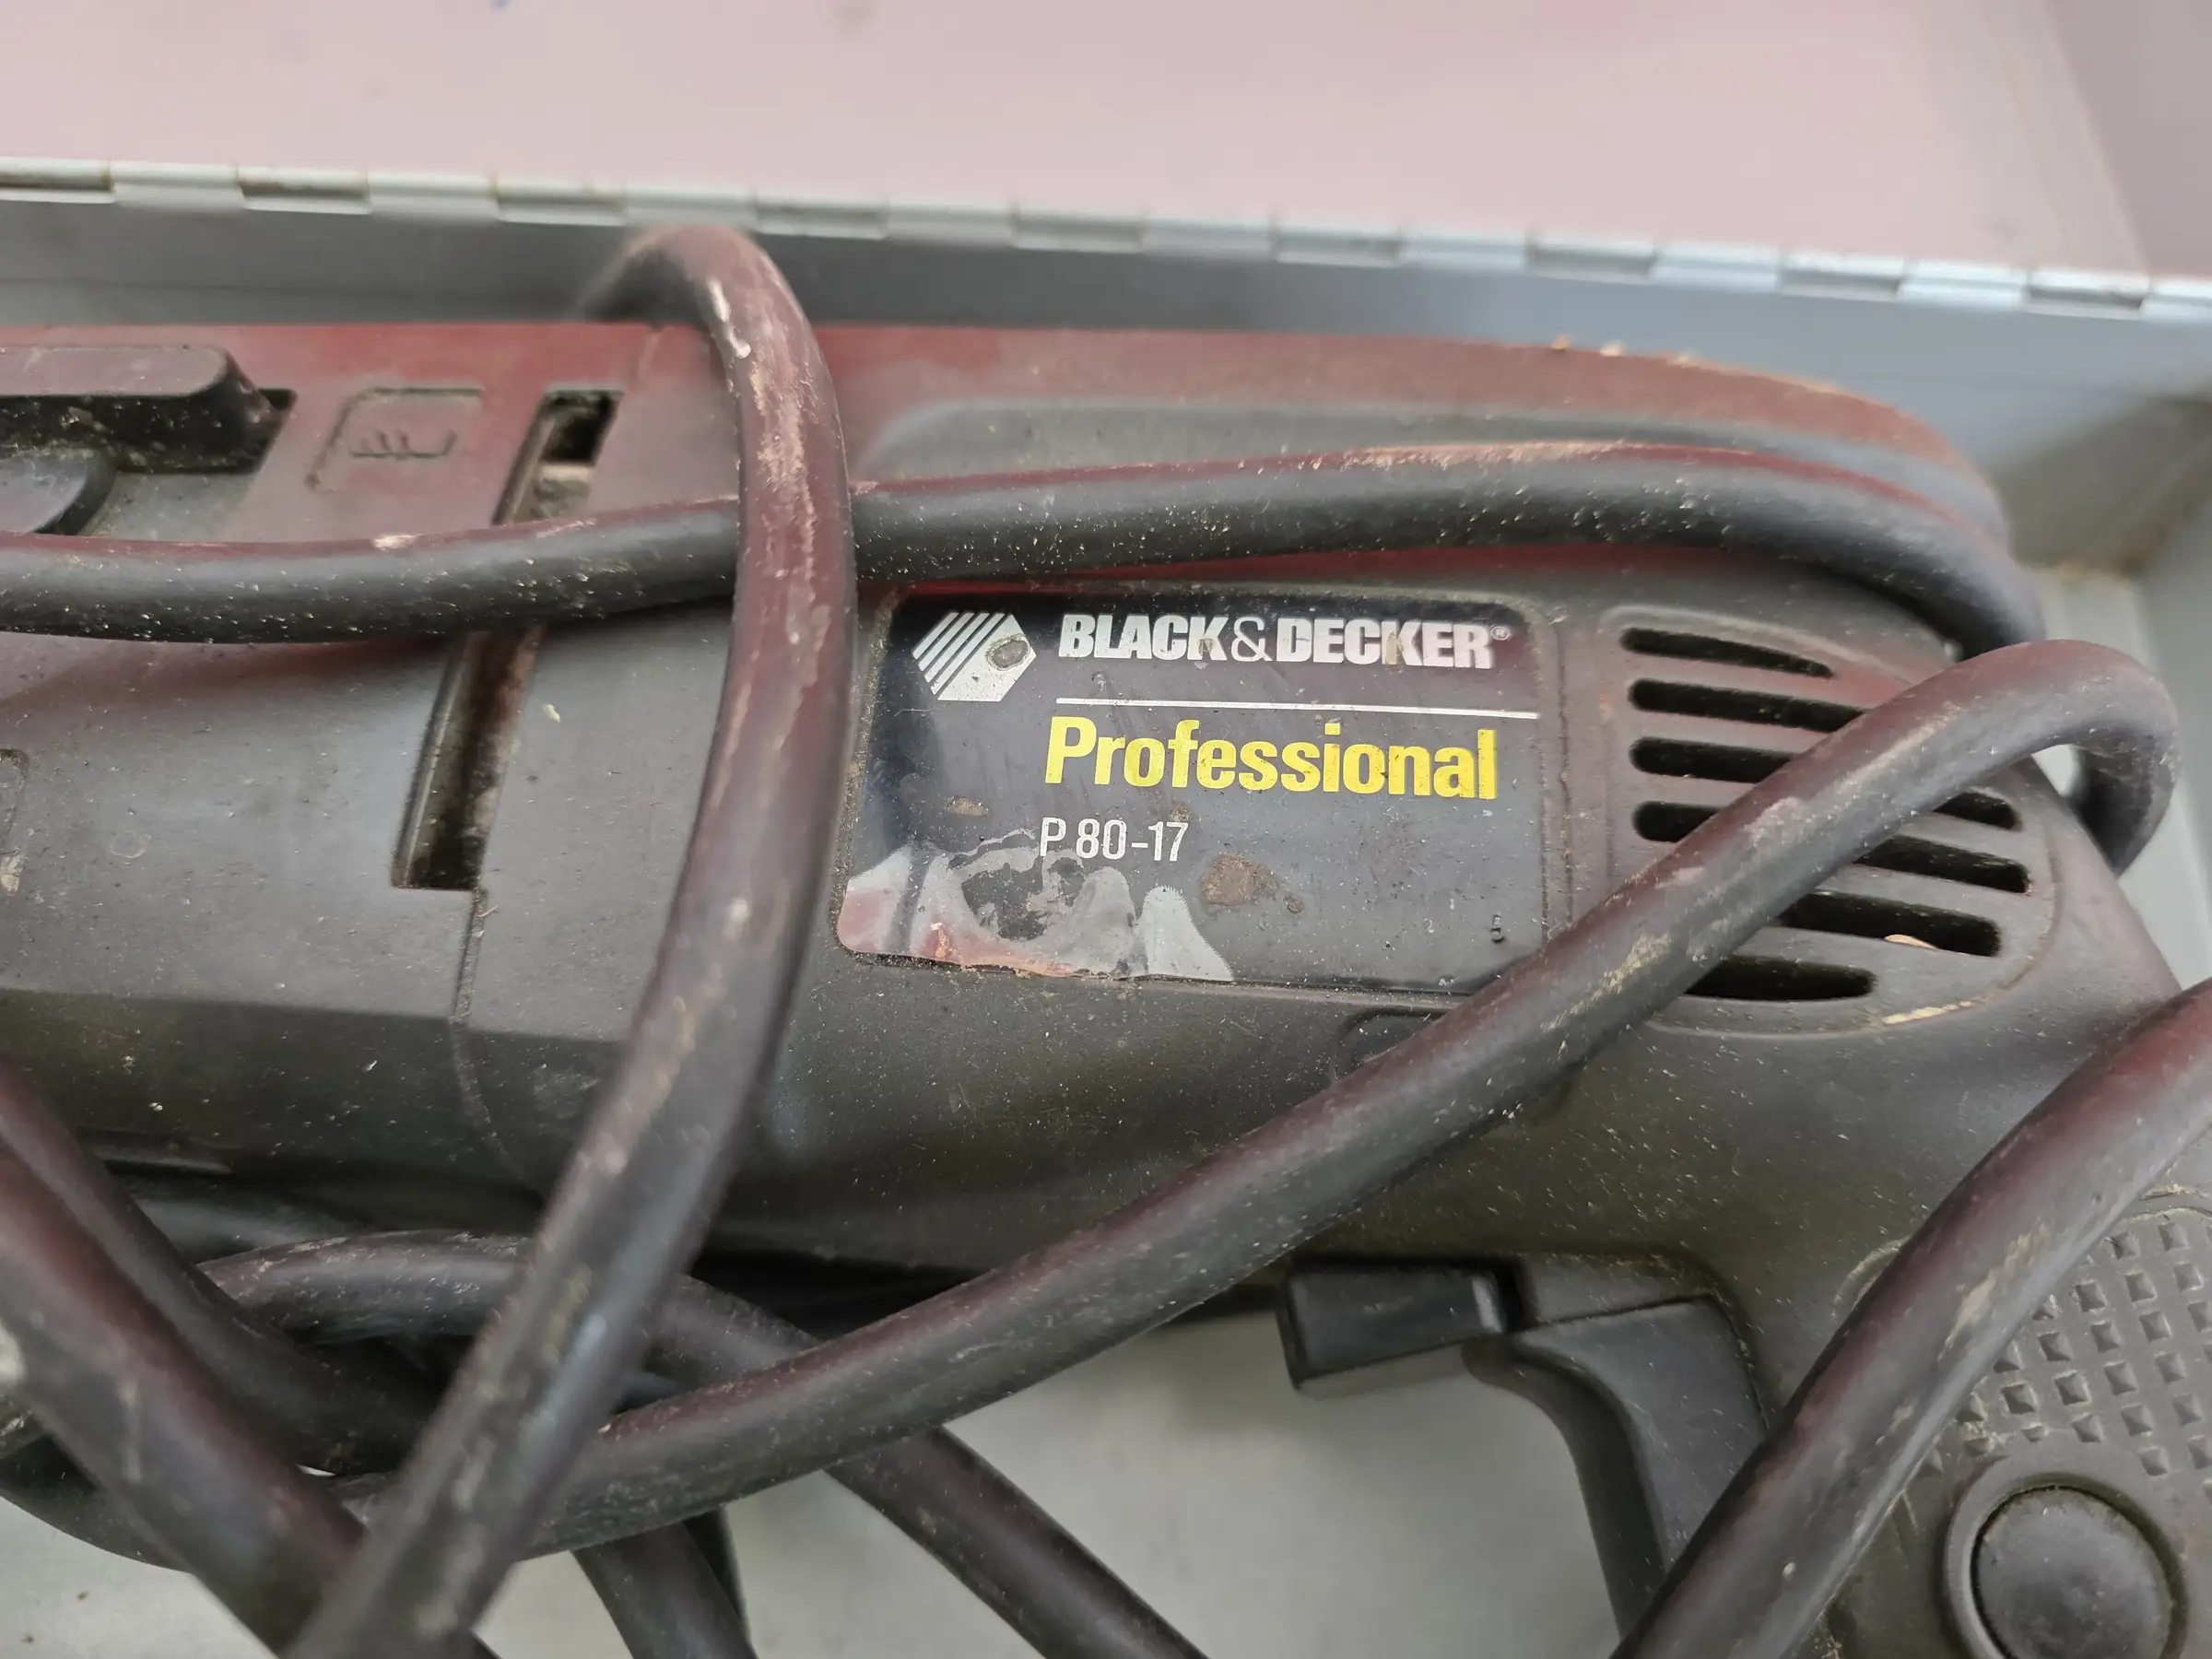 BLACK&DECKER®
Professional
P 80-17